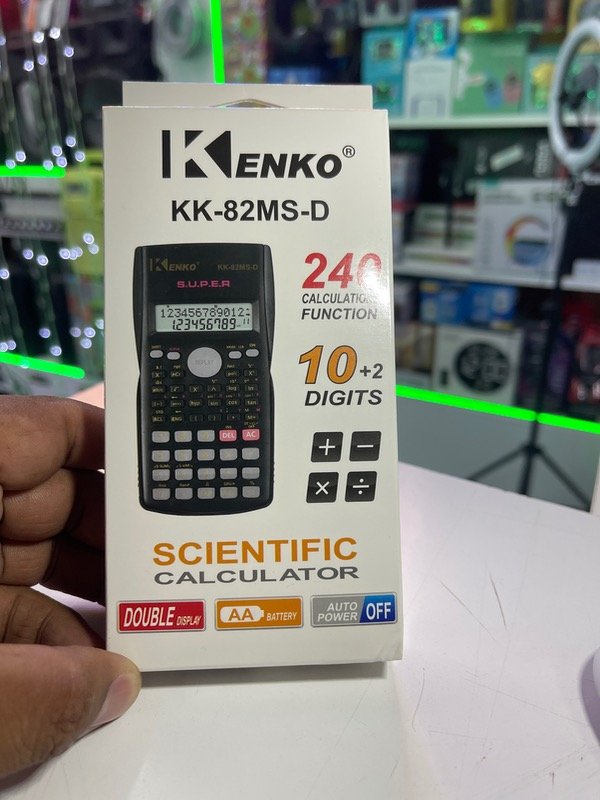 KENKO®
KK-82MS-D
KENKO® KK-82MS-D
S.U.P.E.R
123456789012
123456789
REPLAY
DEL AC
240
CALCULATION
FUNCTION
10+2
DIGITS
+ −
× ÷
SCIENTIFIC
CALCULATOR
DOUBLE DISPLAY
AA BATTERY
AUTO POWER OFF